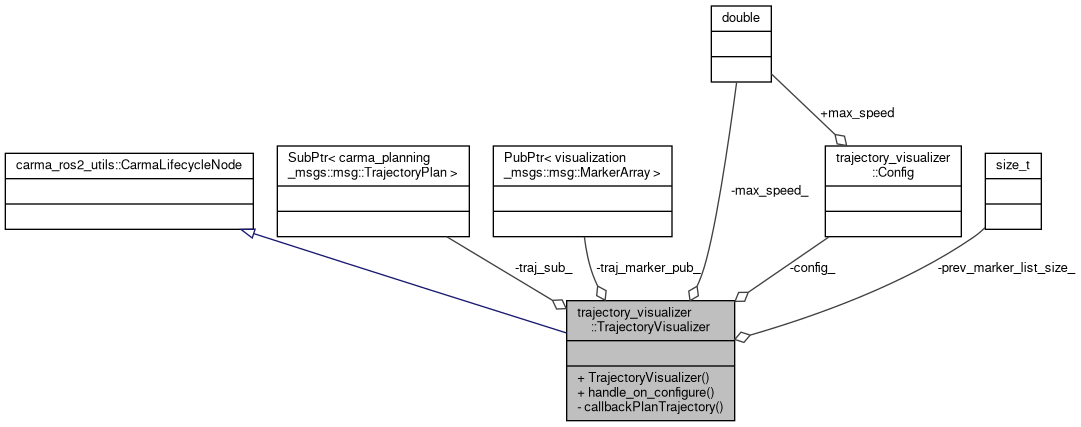 double
+max_speed
carma_ros2_utils::CarmaLifecycleNode
SubPtr< carma_planning
_msgs::msg::TrajectoryPlan >
PubPtr< visualization
_msgs::msg::MarkerArray >
trajectory_visualizer
::Config
size_t
-max_speed_
-traj_sub_
-traj_marker_pub_
-config_
-prev_marker_list_size_
trajectory_visualizer
::TrajectoryVisualizer
+ TrajectoryVisualizer()
+ handle_on_configure()
- callbackPlanTrajectory()